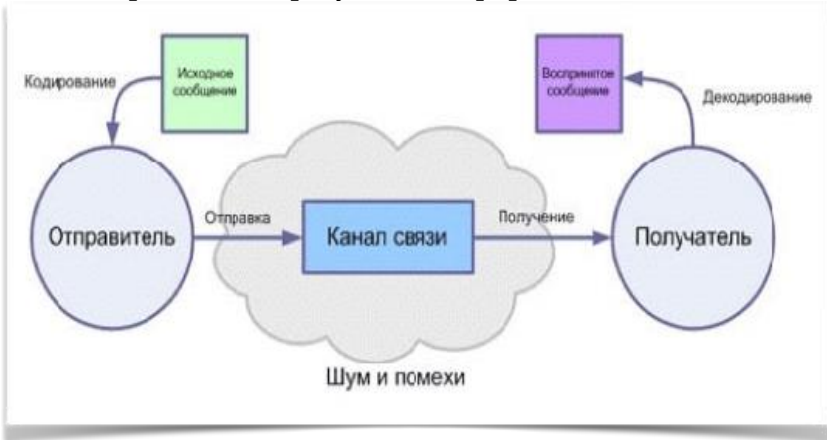 Кодирование
Исходное
сообщение
Воспринятое
сообщение
Декодирование
Отправитель
Отправка
Канал связи
Получение
Получатель
Шум и помехи